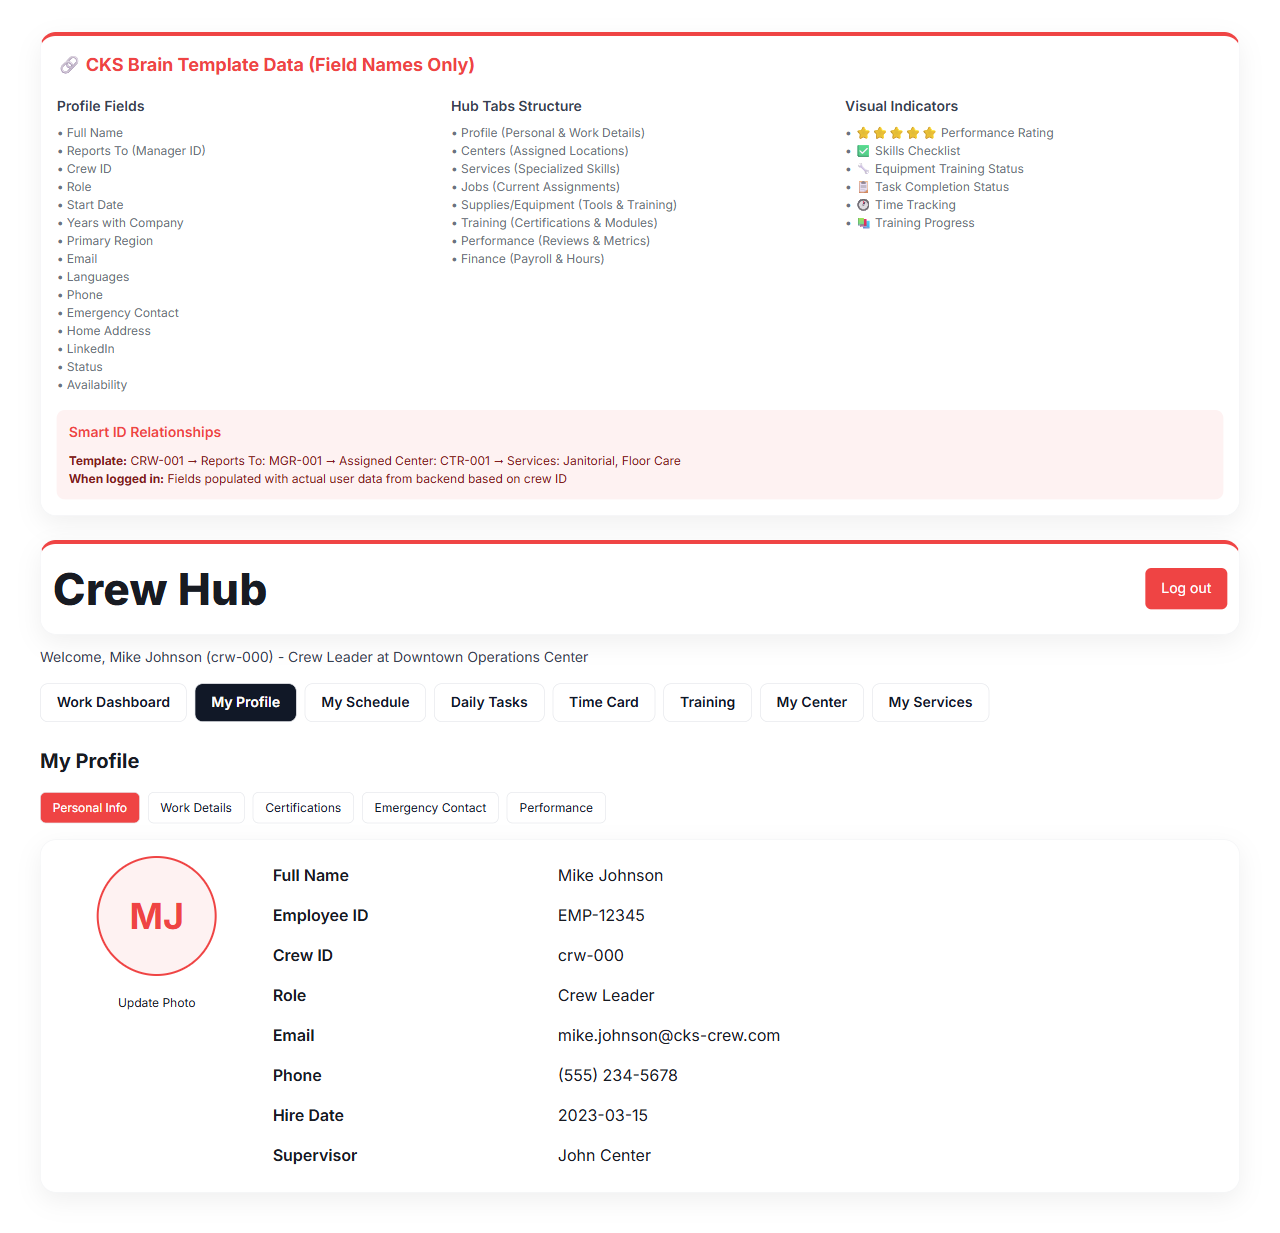 🔗 CKS Brain Template Data (Field Names Only)
Profile Fields
• Full Name
• Reports To (Manager ID)
• Crew ID
• Role
• Start Date
• Years with Company
• Primary Region
• Email
• Languages
• Phone
• Emergency Contact
• Home Address
• LinkedIn
• Status
• Availability
Hub Tabs Structure
• Profile (Personal & Work Details)
• Centers (Assigned Locations)
• Services (Specialized Skills)
• Jobs (Current Assignments)
• Supplies/Equipment (Tools & Training)
• Training (Certifications & Modules)
• Performance (Reviews & Metrics)
• Finance (Payroll & Hours)
Visual Indicators
• ⭐⭐⭐⭐⭐ Performance Rating
• ✅ Skills Checklist
• 🔧 Equipment Training Status
• 📋 Task Completion Status
• 🕐 Time Tracking
• 📚 Training Progress
Smart ID Relationships
Template: CRW-001 → Reports To: MGR-001 → Assigned Center: CTR-001 → Services: Janitorial, Floor Care
When logged in: Fields populated with actual user data from backend based on crew ID
Crew Hub
Log out
Welcome, Mike Johnson (crw-000) - Crew Leader at Downtown Operations Center
Work Dashboard
My Profile
My Schedule
Daily Tasks
Time Card
Training
My Center
My Services
My Profile
Personal Info
Work Details
Certifications
Emergency Contact
Performance
MJ
Update Photo
Full Name Mike Johnson
Employee ID EMP-12345
Crew ID crw-000
Role Crew Leader
Email mike.johnson@cks-crew.com
Phone (555) 234-5678
Hire Date 2023-03-15
Supervisor John Center